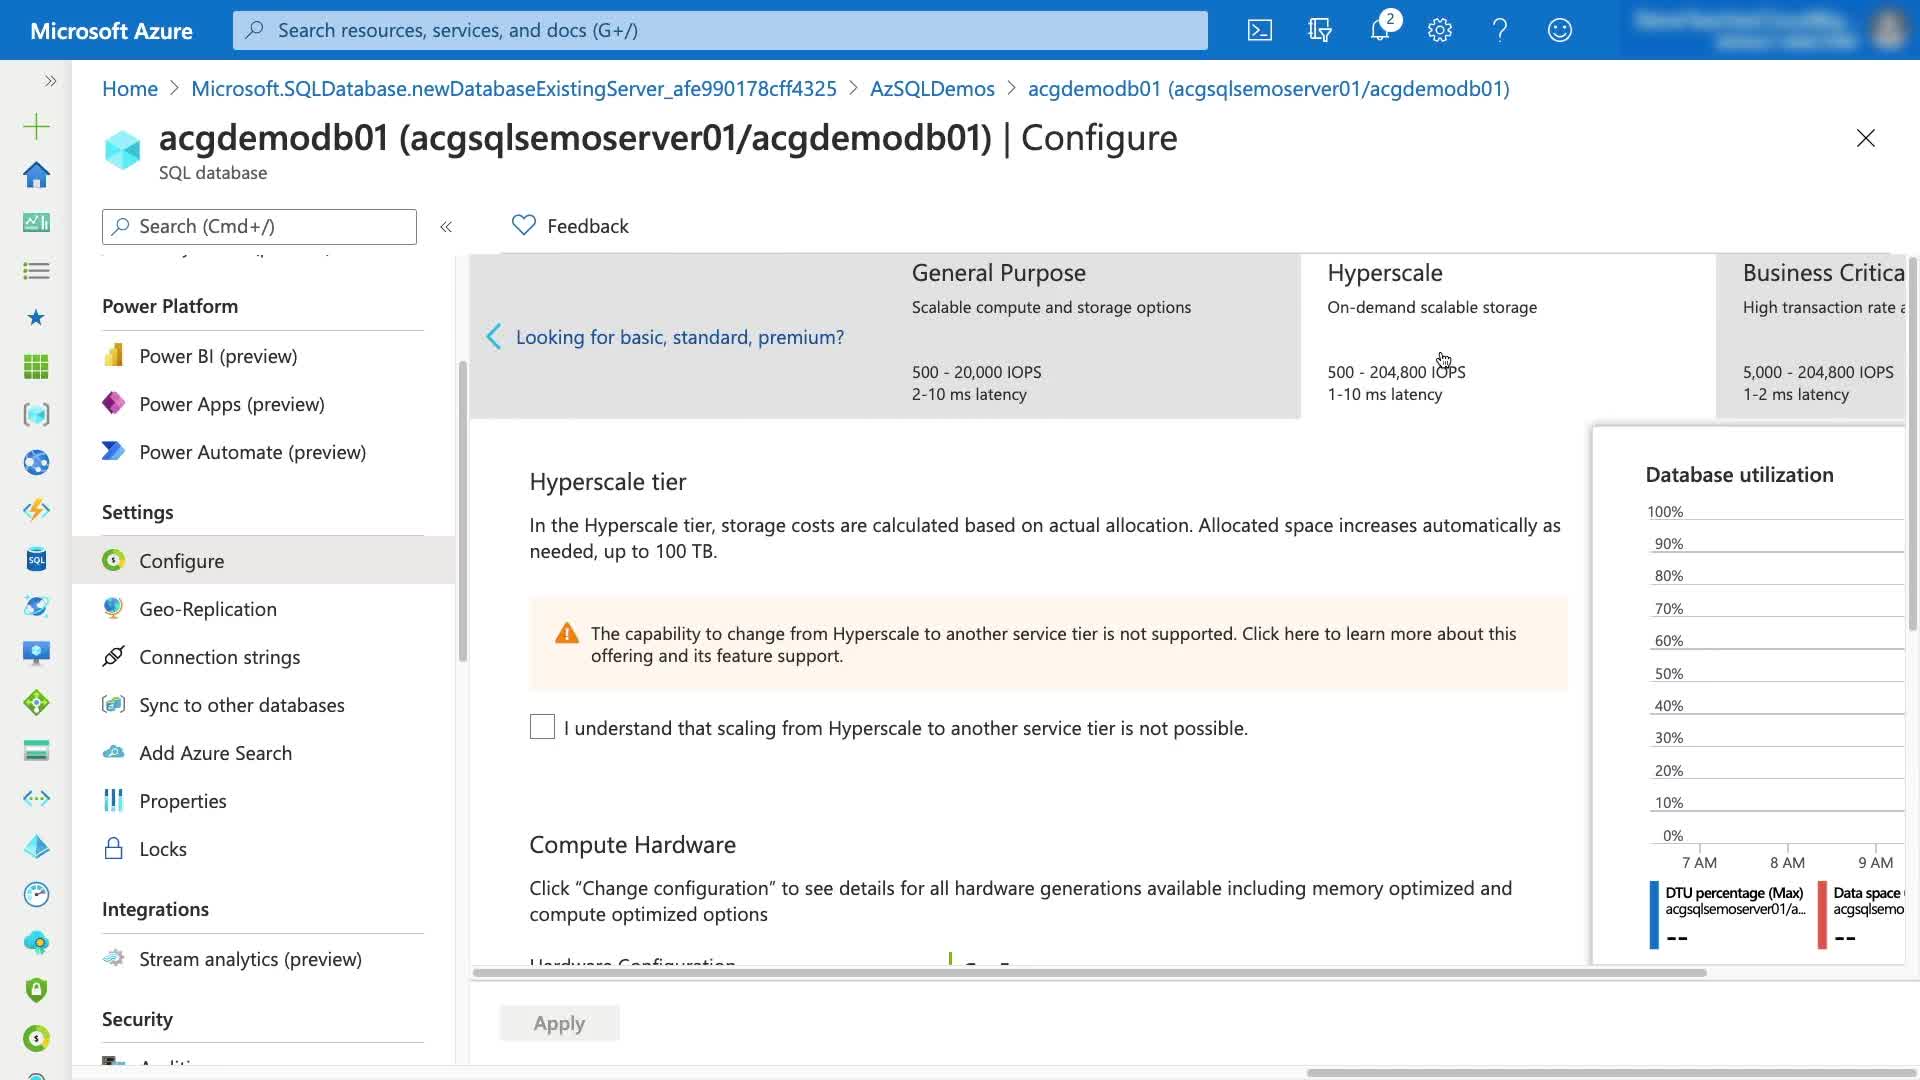 Microsoft Azure
Search resources, services, and docs (G+/)
2
Home > Microsoft.SQLDatabase.newDatabaseExistingServer_afe990178cff4325 > AzSQLDemos > acgdemodb01 (acgsqlsemoserver01/acgdemodb01)
acgdemodb01 (acgsqlsemoserver01/acgdemodb01) | Configure
SQL database
Search (Cmd+/)
«
Feedback
Power Platform
Power BI (preview)
Power Apps (preview)
Power Automate (preview)
Settings
Configure
Geo-Replication
Connection strings
Sync to other databases
Add Azure Search
Properties
Locks
Integrations
Stream analytics (preview)
Security
Looking for basic, standard, premium?
General Purpose
Scalable compute and storage options
500 - 20,000 IOPS
2-10 ms latency
Hyperscale
On-demand scalable storage
500 - 204,800 IOPS
1-10 ms latency
Business Critica
High transaction rate a
5,000 - 204,800 IOPS
1-2 ms latency
Hyperscale tier
In the Hyperscale tier, storage costs are calculated based on actual allocation. Allocated space increases automatically as
needed, up to 100 TB.
The capability to change from Hyperscale to another service tier is not supported. Click here to learn more about this
offering and its feature support.
I understand that scaling from Hyperscale to another service tier is not possible.
Compute Hardware
Click "Change configuration" to see details for all hardware generations available including memory optimized and
compute optimized options
Hardware Configuration
Database utilization
100%
90%
80%
70%
60%
50%
40%
30%
20%
10%
0%
7 AM
8 AM
9 AM
DTU percentage (Max)
acgsqlsemoserver01/a...
--
Data space
acgsqlsemo
--
Apply
SQL